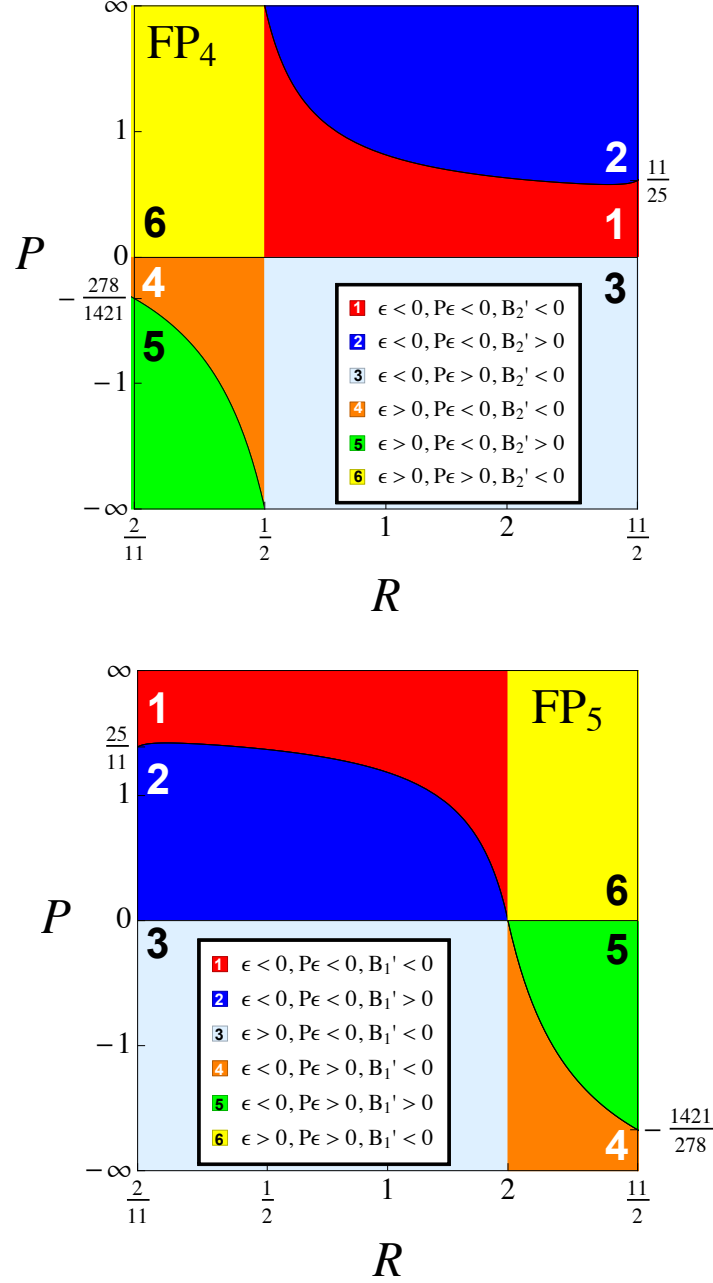 ∞
FP₄
1
2
11/25
1
6
P
0
4
3
−278/1421
5
1 ϵ < 0, Pϵ < 0, B₂' < 0
2 ϵ < 0, Pϵ < 0, B₂' > 0
3 ϵ < 0, Pϵ > 0, B₂' < 0
4 ϵ > 0, Pϵ < 0, B₂' < 0
5 ϵ > 0, Pϵ < 0, B₂' > 0
6 ϵ > 0, Pϵ > 0, B₂' < 0
−1
−∞
2/11 1/2 1 2 11/2
R
∞
1
FP₅
25/11
2
1
6
P
0
3
5
1 ϵ < 0, Pϵ < 0, B₁' < 0
2 ϵ < 0, Pϵ < 0, B₁' > 0
3 ϵ > 0, Pϵ < 0, B₁' < 0
4 ϵ < 0, Pϵ > 0, B₁' < 0
5 ϵ < 0, Pϵ > 0, B₁' > 0
6 ϵ > 0, Pϵ > 0, B₁' < 0
−1
−1421/278
4
−∞
2/11 1/2 1 2 11/2
R